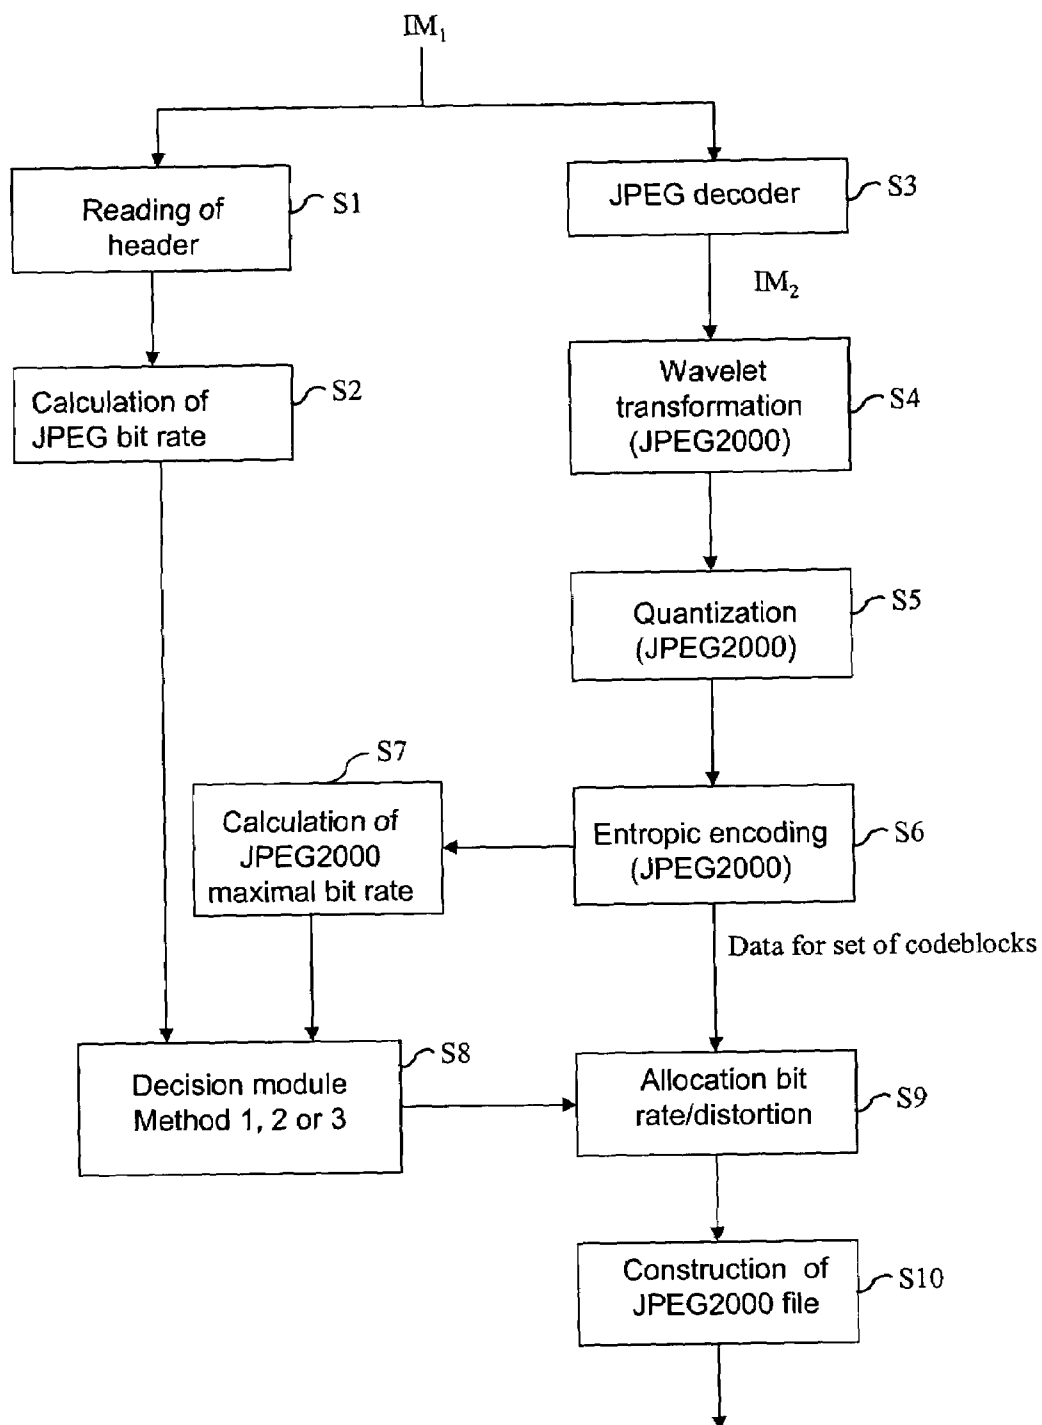 IM1
Reading of
header
S1
JPEG decoder
S3
IM2
Calculation of
JPEG bit rate
S2
Wavelet
transformation
(JPEG2000)
S4
Quantization
(JPEG2000)
S5
S7
Calculation of
JPEG2000
maximal bit rate
Entropic encoding
(JPEG2000)
S6
Data for set of codeblocks
Decision module
Method 1, 2 or 3
S8
Allocation bit
rate/distortion
S9
Construction of
JPEG2000 file
S10